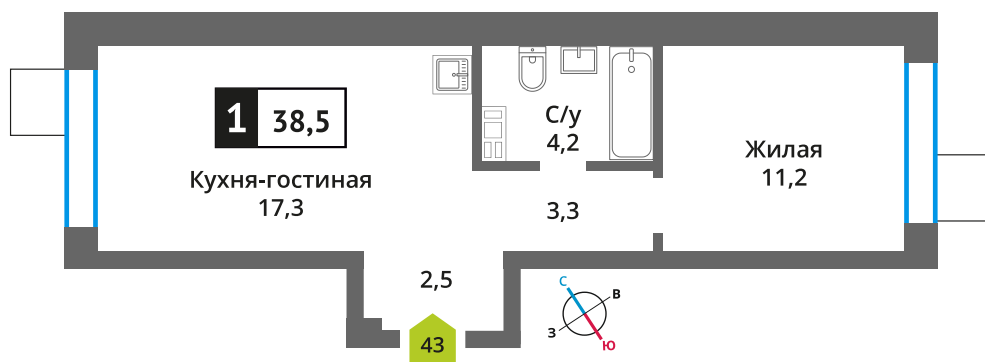 1 38,5
Кухня-гостиная
17,3
С/у
4,2
Жилая
11,2
3,3
2,5
43
С
В
З
Ю